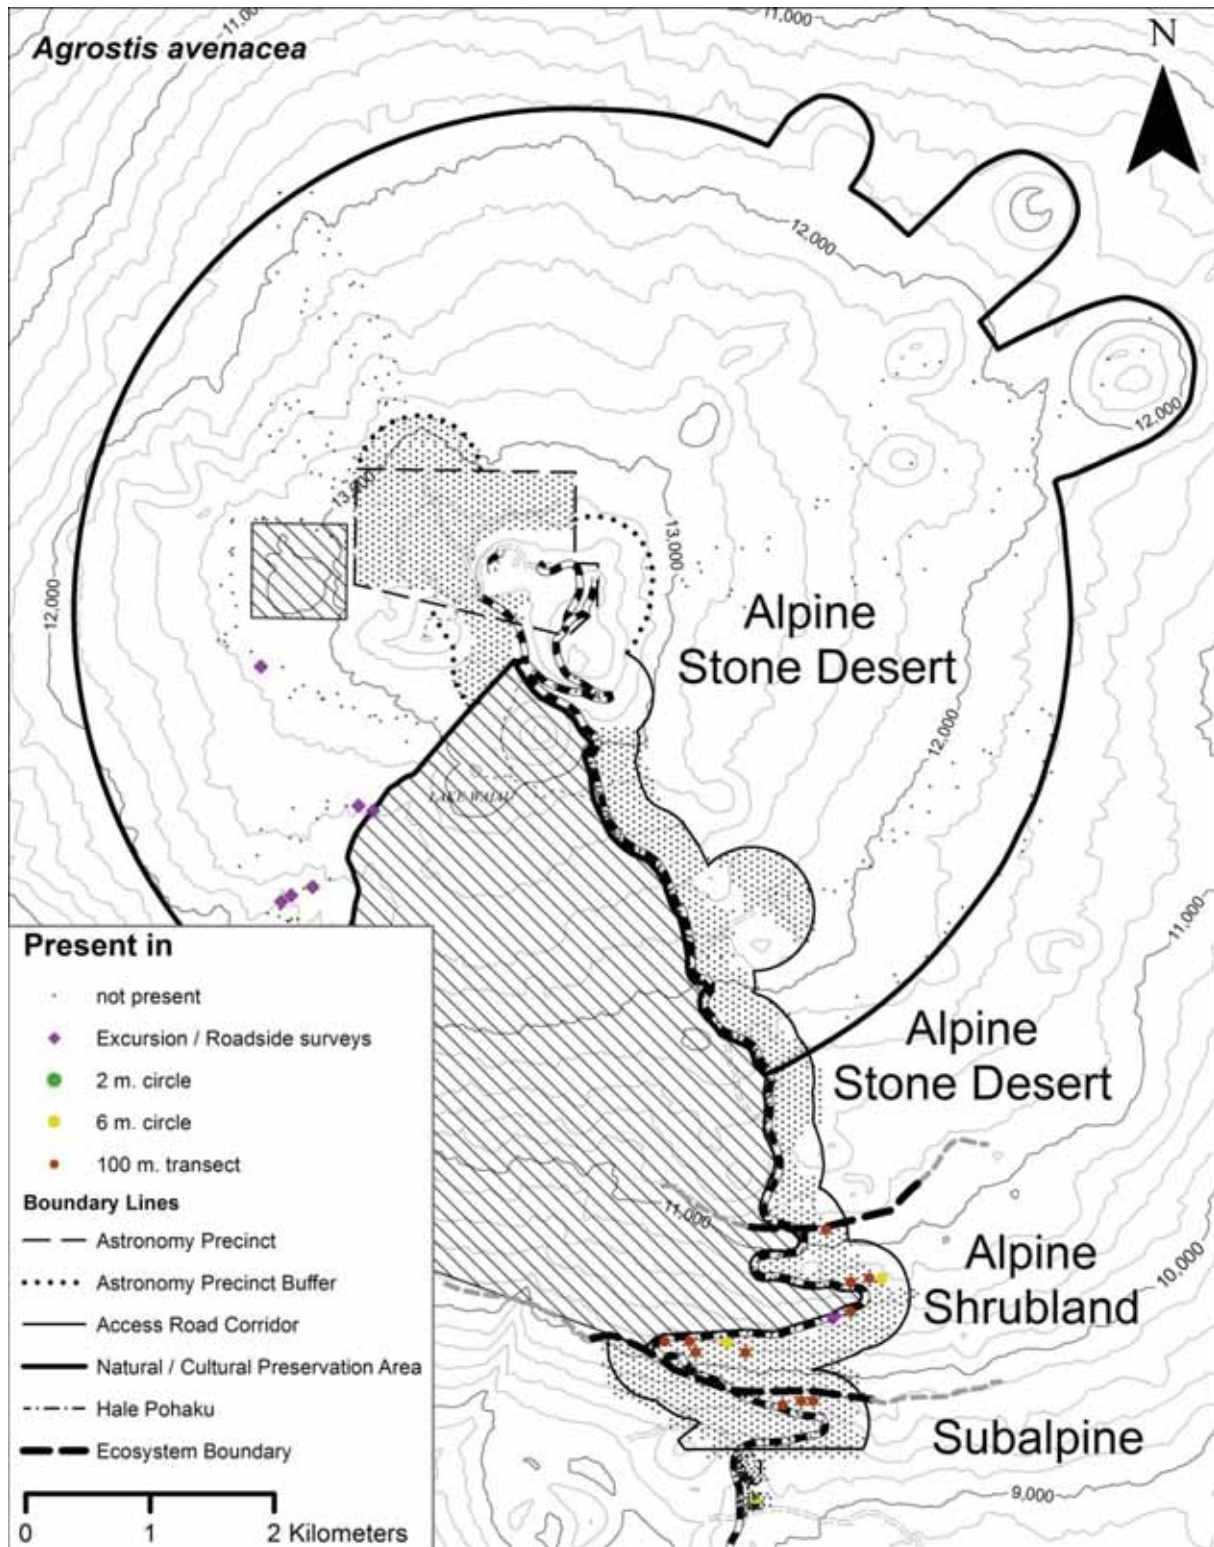 11,000
11,000
Agrostis avenacea
N
12,000
12,000
13,000
13,000
12,000
Alpine
Stone Desert
12,000
LAKE WAIAU
11,000
Present in
not present
Excursion / Roadside surveys
2 m. circle
6 m. circle
100 m. transect
Boundary Lines
Astronomy Precinct
Astronomy Precinct Buffer
Access Road Corridor
Natural / Cultural Preservation Area
Hale Pohaku
Ecosystem Boundary
0 1 2 Kilometers
Alpine
Stone Desert
11,000
Alpine
Shrubland
10,000
Subalpine
9,000